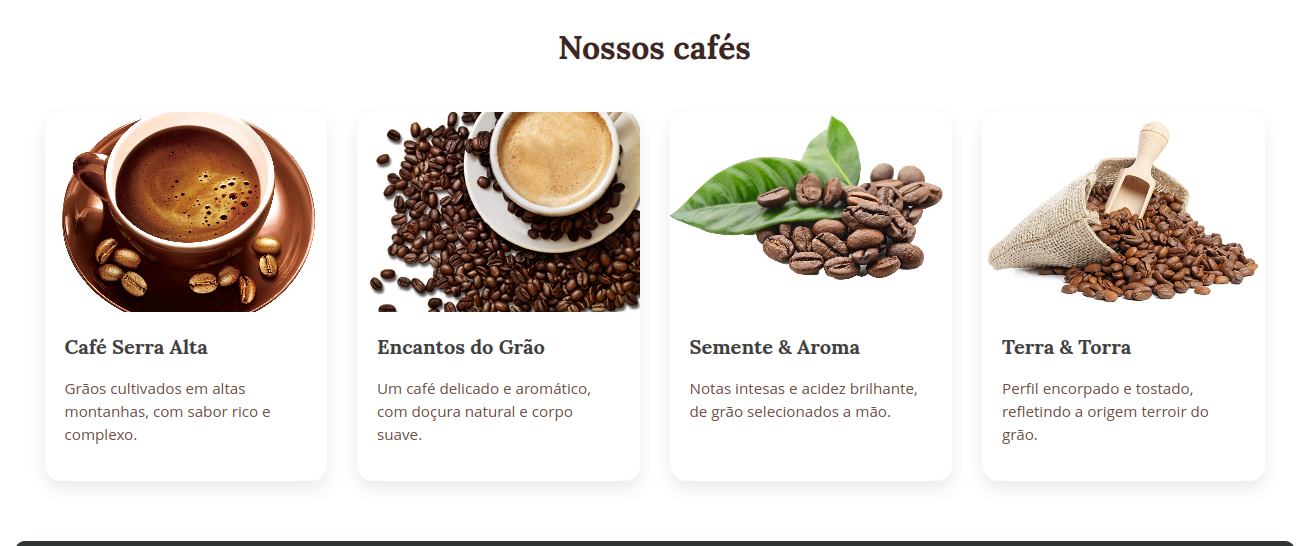 Nossos cafés
Café Serra Alta
Grãos cultivados em altas
montanhas, com sabor rico e
complexo.
Encantos do Grão
Um café delicado e aromático,
com doçura natural e corpo
suave.
Semente & Aroma
Notas intesas e acidez brilhante,
de grão selecionados a mão.
Terra & Torra
Perfil encorpado e tostado,
refletindo a origem terroir do
grão.